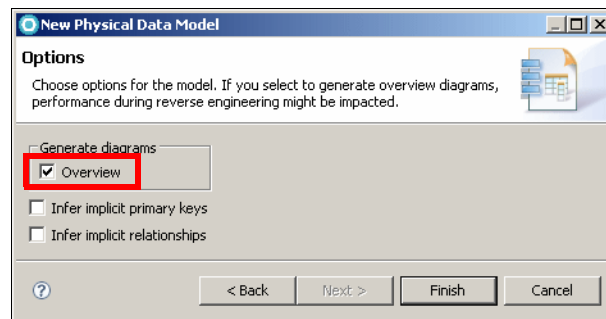 New Physical Data Model
Options
Choose options for the model. If you select to generate overview diagrams,
performance during reverse engineering might be impacted.
Generate diagrams
Overview
Infer implicit primary keys
Infer implicit relationships
?
< Back Next > Finish Cancel